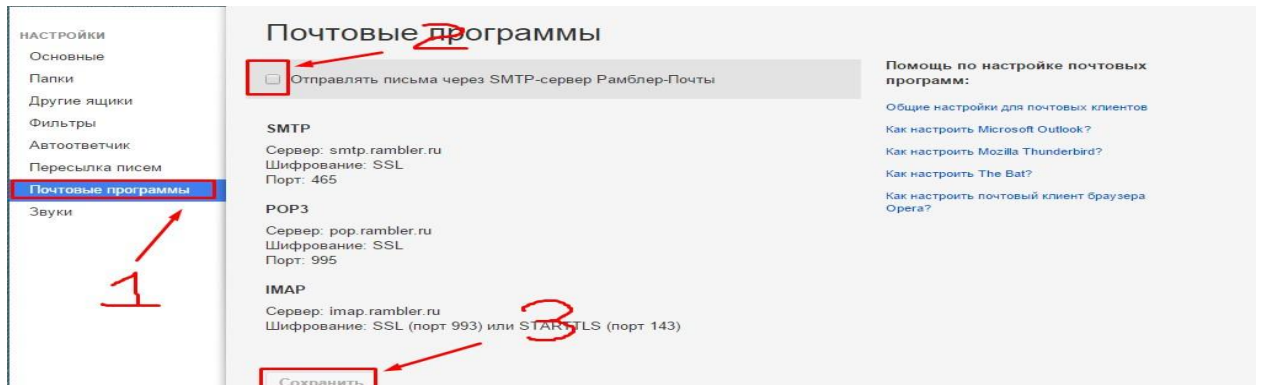 НАСТРОЙКИ
Основные
Папки
Другие ящики
Фильтры
Автоответчик
Пересылка писем
Почтовые программы
Звуки
1
Почтовые программы
2
Отправлять письма через SMTP-сервер Рамблер-Почты
SMTP
Сервер: smtp.rambler.ru
Шифрование: SSL
Порт: 465
POP3
Сервер: pop.rambler.ru
Шифрование: SSL
Порт: 995
IMAP
Сервер: imap.rambler.ru
Шифрование: SSL (порт 993) или STARTTLS (порт 143)
3
Сохранить
Помощь по настройке почтовых
программ:
Общие настройки для почтовых клиентов
Как настроить Microsoft Outlook?
Как настроить Mozilla Thunderbird?
Как настроить The Bat?
Как настроить почтовый клиент браузера
Opera?